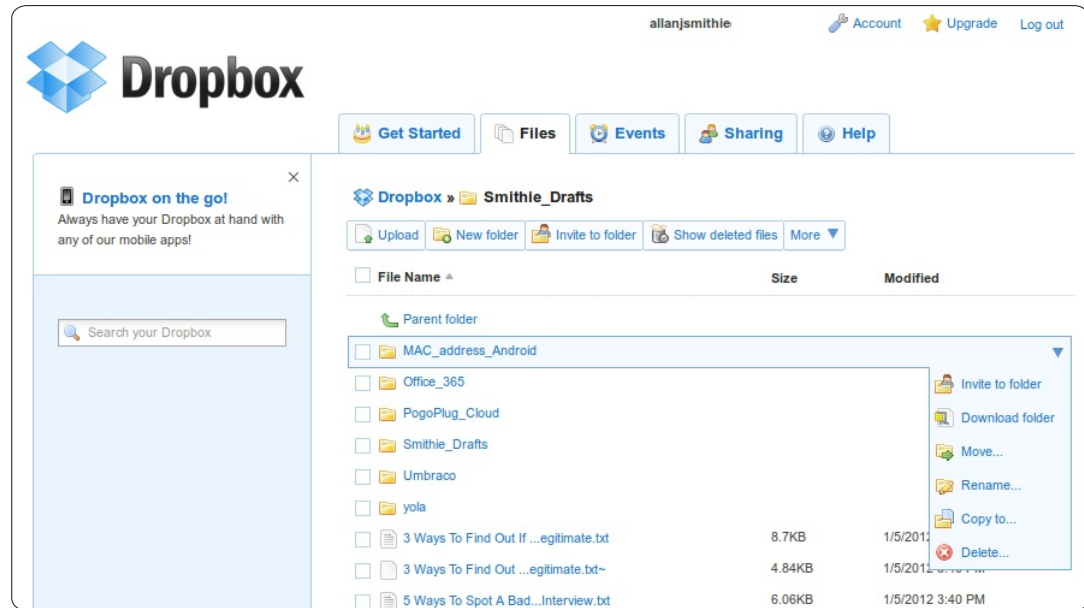 allanjsmithie Account Upgrade Log out
Dropbox
Get Started Files Events Sharing Help
Dropbox on the go!
Always have your Dropbox at hand with
any of our mobile apps!
Search your Dropbox
Dropbox » Smithie_Drafts
Upload New folder Invite to folder Show deleted files More
File Name Size Modified
Parent folder
MAC_address_Android
Office_365
PogoPlug_Cloud
Smithie_Drafts
Umbraco
yola
Invite to folder
Download folder
Move...
Rename...
Copy to...
Delete...
3 Ways To Find Out If ...egitimate.txt 8.7KB 1/5/2012
3 Ways To Find Out ...egitimate.txt~ 4.84KB 1/5/2012
5 Ways To Spot A Bad...Interview.txt 6.06KB 1/5/2012 3:40 PM